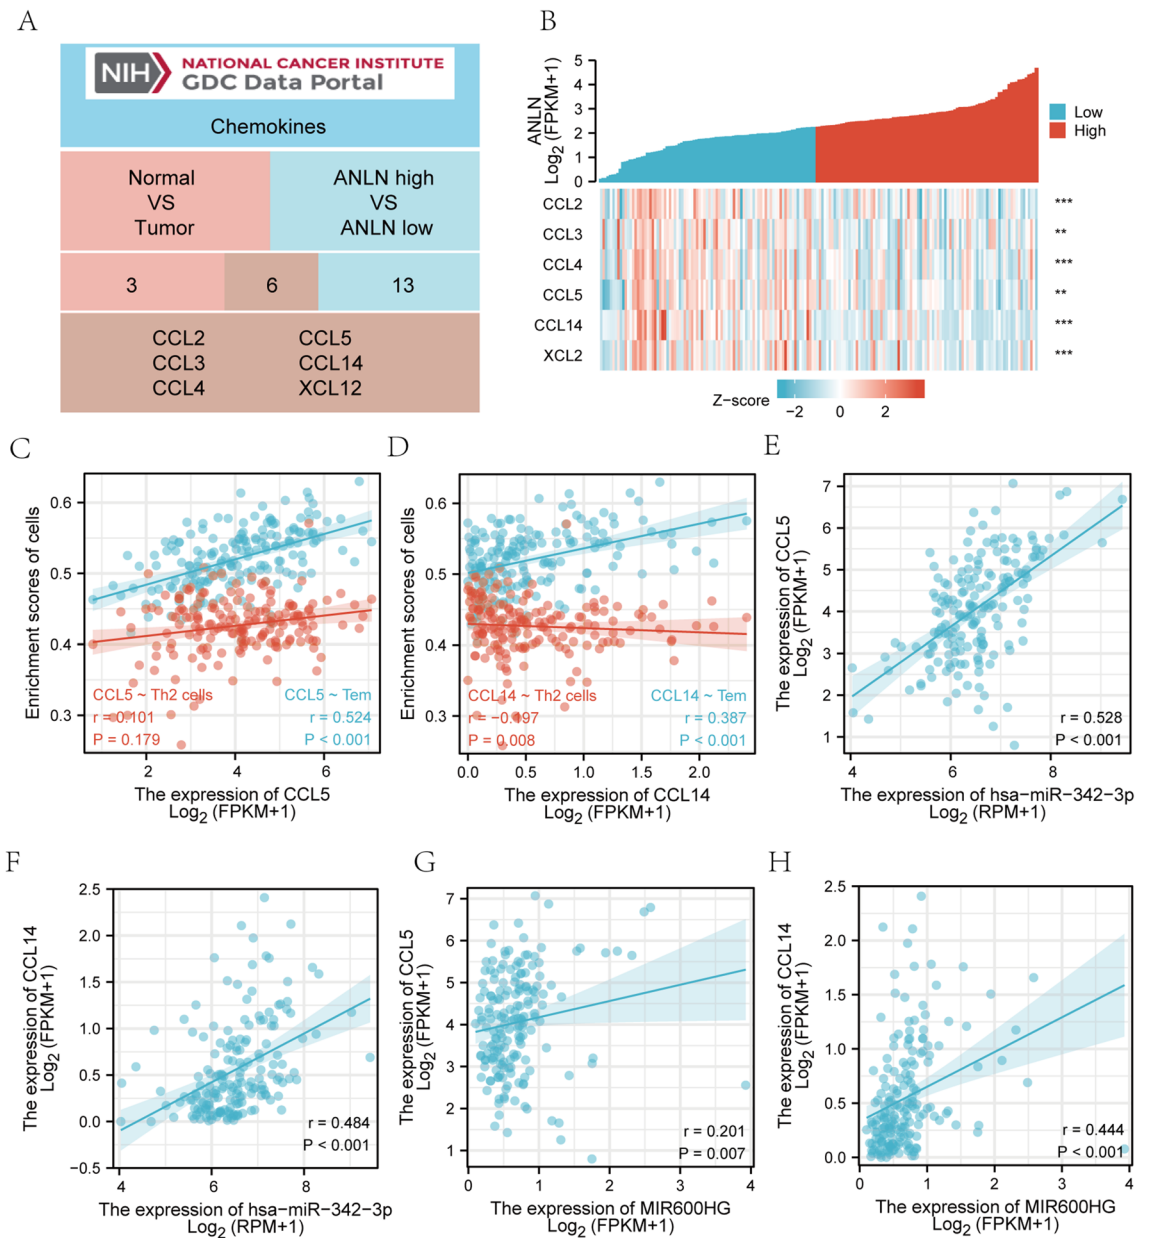 A
NIH
NATIONAL CANCER INSTITUTE
GDC Data Portal
Chemokines
Normal
VS
Tumor
ANLN high
VS
ANLN low
3
6
13
CCL2
CCL3
CCL4
CCL5
CCL14
XCL12
B
ANLN
Log2 (FPKM+1)
5
4
3
2
1
0
Low
High
CCL2 ***
CCL3 **
CCL4 ***
CCL5 **
CCL14 ***
XCL2 ***
Z-score
-2 0 2
C
Enrichment scores of cells
0.6
0.5
0.4
0.3
CCL5 ~ Th2 cells
r = 0.101
P = 0.179
CCL5 ~ Tem
r = 0.524
P < 0.001
2 4 6
The expression of CCL5
Log2 (FPKM+1)
D
Enrichment scores of cells
0.6
0.5
0.4
0.3
CCL14 ~ Th2 cells
r = −0.197
P = 0.008
CCL14 ~ Tem
r = 0.387
P < 0.001
0.0 0.5 1.0 1.5 2.0
The expression of CCL14
Log2 (FPKM+1)
E
The expression of CCL5
Log2 (FPKM+1)
7
6
5
4
3
2
1
r = 0.528
P < 0.001
4 6 8
The expression of hsa−miR−342−3p
Log2 (RPM+1)
F
The expression of CCL14
Log2 (FPKM+1)
2.5
2.0
1.5
1.0
0.5
0.0
−0.5
r = 0.484
P < 0.001
4 6 8
The expression of hsa−miR−342−3p
Log2 (RPM+1)
G
The expression of CCL5
Log2 (FPKM+1)
7
6
5
4
3
2
1
r = 0.201
P = 0.007
0 1 2 3 4
The expression of MIR600HG
Log2 (FPKM+1)
H
The expression of CCL14
Log2 (FPKM+1)
2.5
2.0
1.5
1.0
0.5
0.0
r = 0.444
P < 0.001
0 1 2 3 4
The expression of MIR600HG
Log2 (FPKM+1)